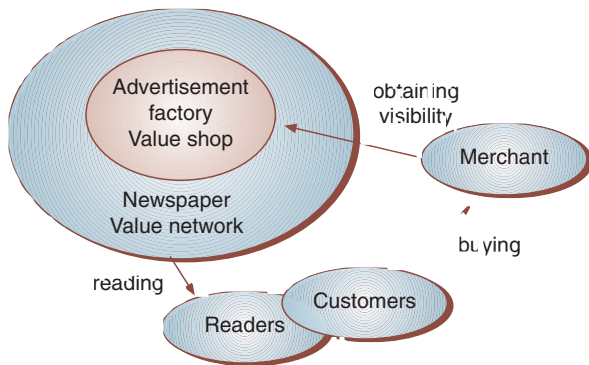 Advertisement
factory
Value shop
Newspaper
Value network
obtaining
visibility
Merchant
buying
reading
Customers
Readers